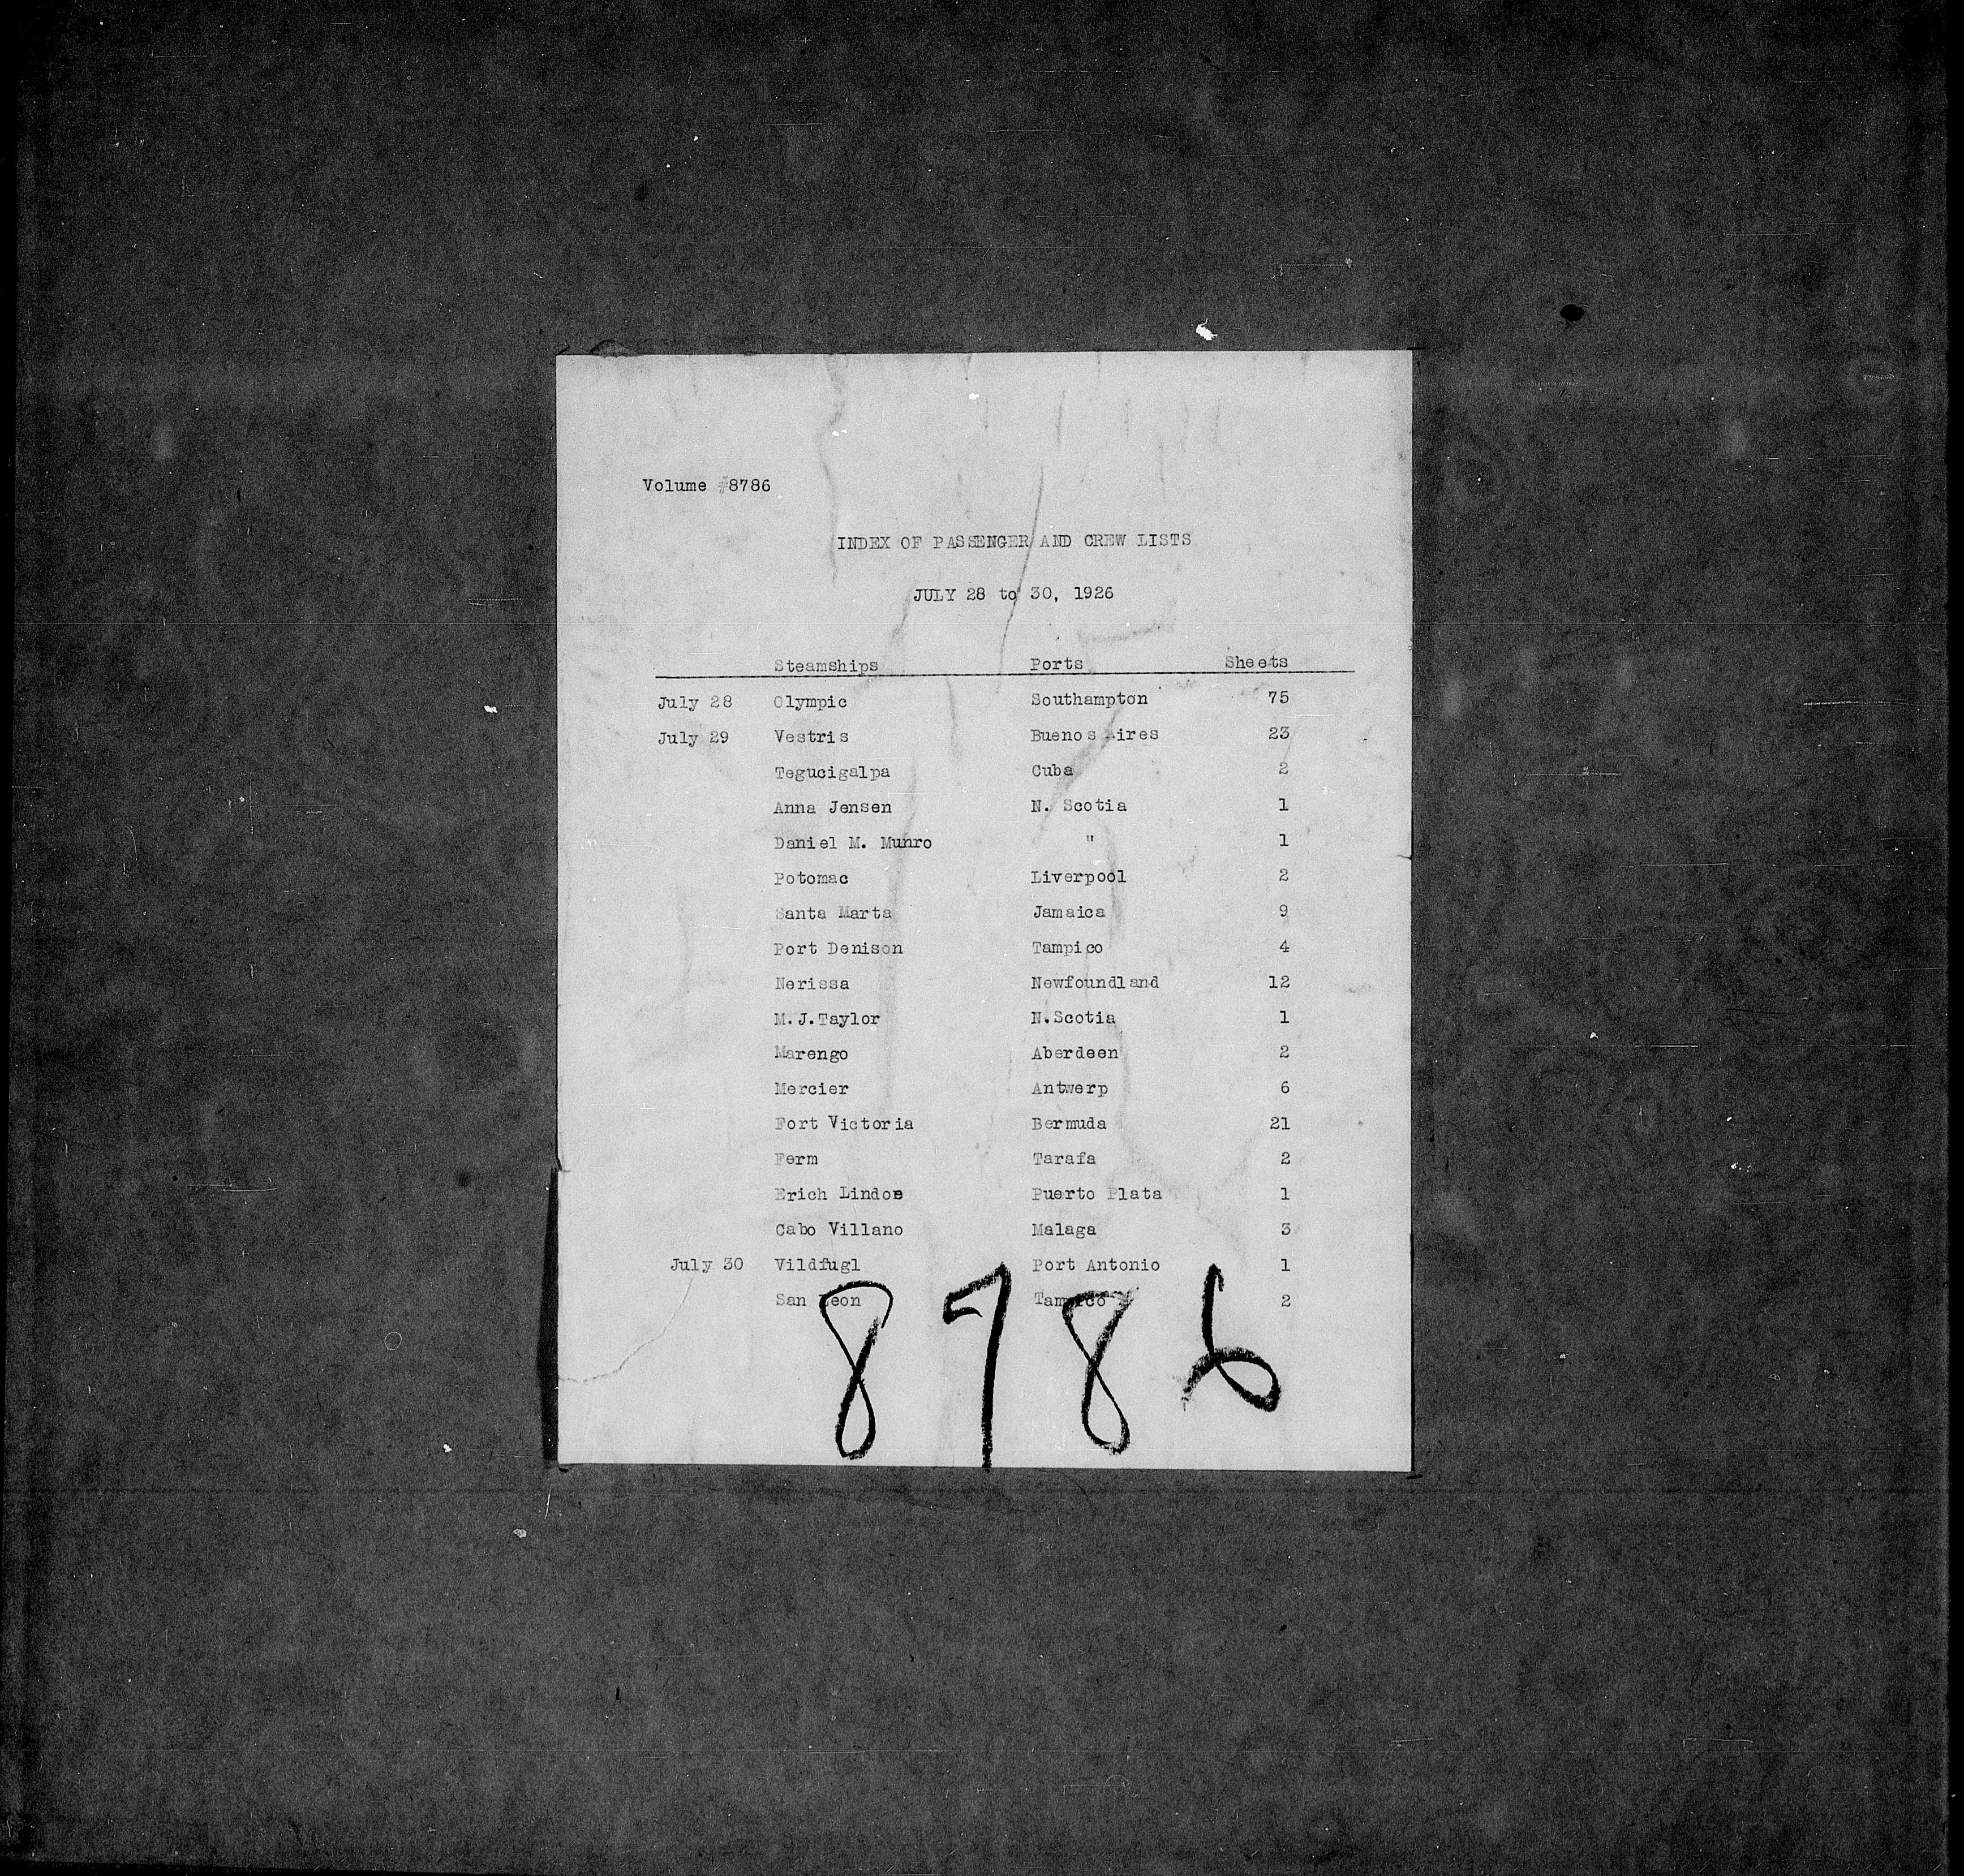 Volume #8786
INDEX OF PASSENGER AND CREW LISTS
JULY 28 to 30, 1926
Steamships Ports Sheets
July 28 Olympic Southampton 75
July 29 Vestris Buenos Aires 23
Tegucigalpa Cuba 2
Anna Jensen N. Scotia 1
Daniel M. Munro " 1
Potomac Liverpool 2
Santa Marta Jamaica 9
Port Denison Tampico 4
Nerissa Newfoundland 12
M.J.Taylor N.Scotia 1
Marengo Aberdeen 2
Mercier Antwerp 6
Fort Victoria Bermuda 21
Ferm Tarafa 2
Erich Lindoe Puerto Plata 1
Cabo Villano Malaga 3
July 30 Vildfugl Port Antonio 1
San Leon Tampico 2
8786